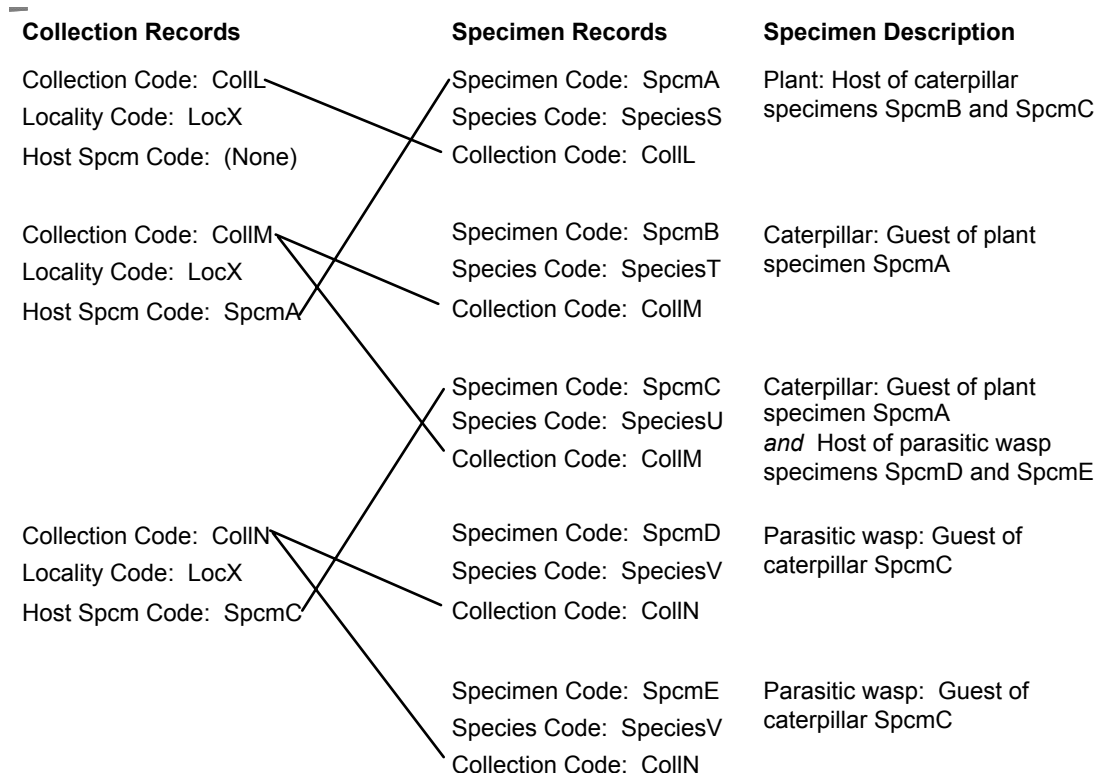 Collection Records
Specimen Records
Specimen Description
Collection Code: CollL
Locality Code: LocX
Host Spcm Code: (None)
Specimen Code: SpcmA
Species Code: SpeciesS
Collection Code: CollL
Plant: Host of caterpillar
specimens SpcmB and SpcmC
Collection Code: CollM
Locality Code: LocX
Host Spcm Code: SpcmA
Specimen Code: SpcmB
Species Code: SpeciesT
Collection Code: CollM
Caterpillar: Guest of plant
specimen SpcmA
Specimen Code: SpcmC
Species Code: SpeciesU
Collection Code: CollM
Caterpillar: Guest of plant
specimen SpcmA
and Host of parasitic wasp
specimens SpcmD and SpcmE
Collection Code: CollN
Locality Code: LocX
Host Spcm Code: SpcmC
Specimen Code: SpcmD
Species Code: SpeciesV
Collection Code: CollN
Parasitic wasp: Guest of
caterpillar SpcmC
Specimen Code: SpcmE
Species Code: SpeciesV
Collection Code: CollN
Parasitic wasp: Guest of
caterpillar SpcmC